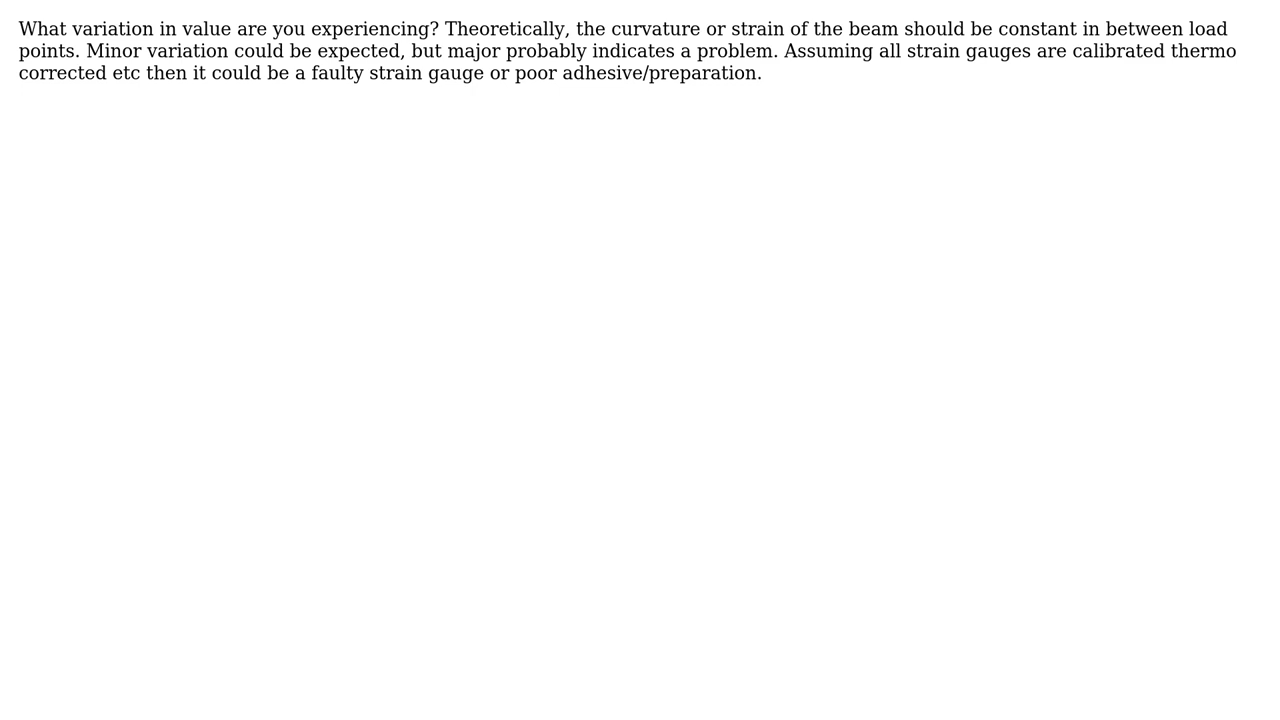 What variation in value are you experiencing? Theoretically, the curvature or strain of the beam should be constant in between load
points. Minor variation could be expected, but major probably indicates a problem. Assuming all strain gauges are calibrated thermo
corrected etc then it could be a faulty strain gauge or poor adhesive/preparation.